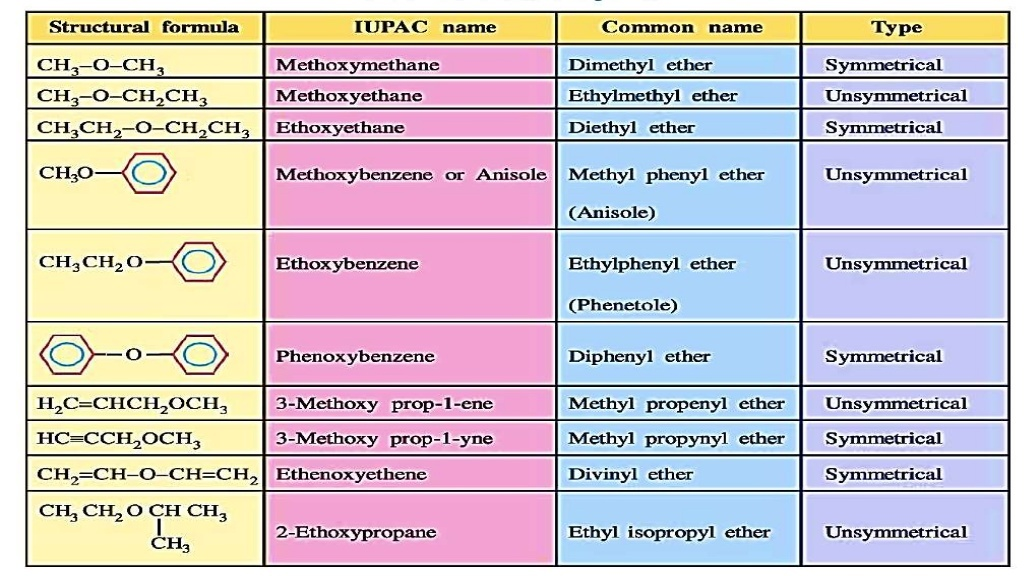 Structural formula IUPAC name Common name Type
CH₃–O–CH₃ Methoxymethane Dimethyl ether Symmetrical
CH₃–O–CH₂CH₃ Methoxyethane Ethylmethyl ether Unsymmetrical
CH₃CH₂–O–CH₂CH₃ Ethoxyethane Diethyl ether Symmetrical
CH₃O Methoxybenzene or Anisole Methyl phenyl ether Unsymmetrical
(Anisole)
CH₃CH₂O Ethoxybenzene Ethylphenyl ether Unsymmetrical
(Phenetole)
O Phenoxybenzene Diphenyl ether Symmetrical
H₂C=CHCH₂OCH₃ 3-Methoxy prop-1-ene Methyl propenyl ether Unsymmetrical
HC≡CCH₂OCH₃ 3-Methoxy prop-1-yne Methyl propynyl ether Symmetrical
CH₂=CH–O–CH=CH₂ Ethenoxyethene Divinyl ether Symmetrical
CH₃ CH₂ O CH CH₃
2-Ethoxypropane Ethyl isopropyl ether Unsymmetrical
CH₃